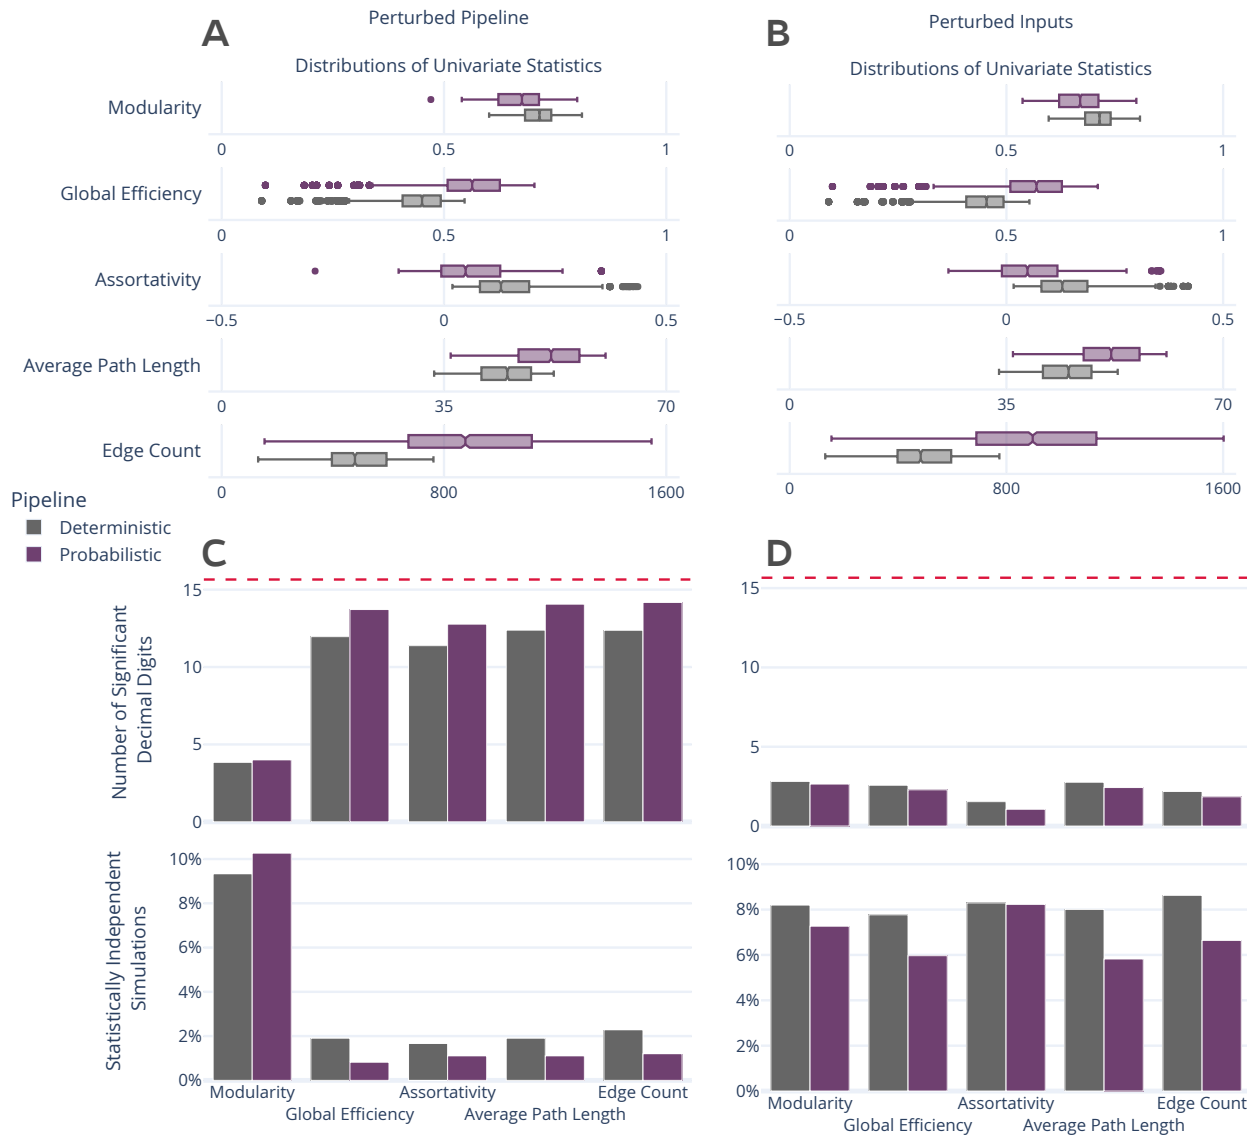 A
Perturbed Pipeline
Distributions of Univariate Statistics
Modularity
0 0.5 1
Global Efficiency
0 0.5 1
Assortativity
−0.5 0 0.5
Average Path Length
0 35 70
Edge Count
0 800 1600
B
Perturbed Inputs
Distributions of Univariate Statistics
0 0.5 1
0 0.5 1
−0.5 0 0.5
0 35 70
0 800 1600
Pipeline
Deterministic
Probabilistic
C
Number of Significant
Decimal Digits
15
10
5
0
Statistically Independent
Simulations
10%
8%
6%
4%
2%
0%
Modularity Assortativity Edge Count
Global Efficiency Average Path Length
D
15
10
5
0
10%
8%
6%
4%
2%
0%
Modularity Assortativity Edge Count
Global Efficiency Average Path Length